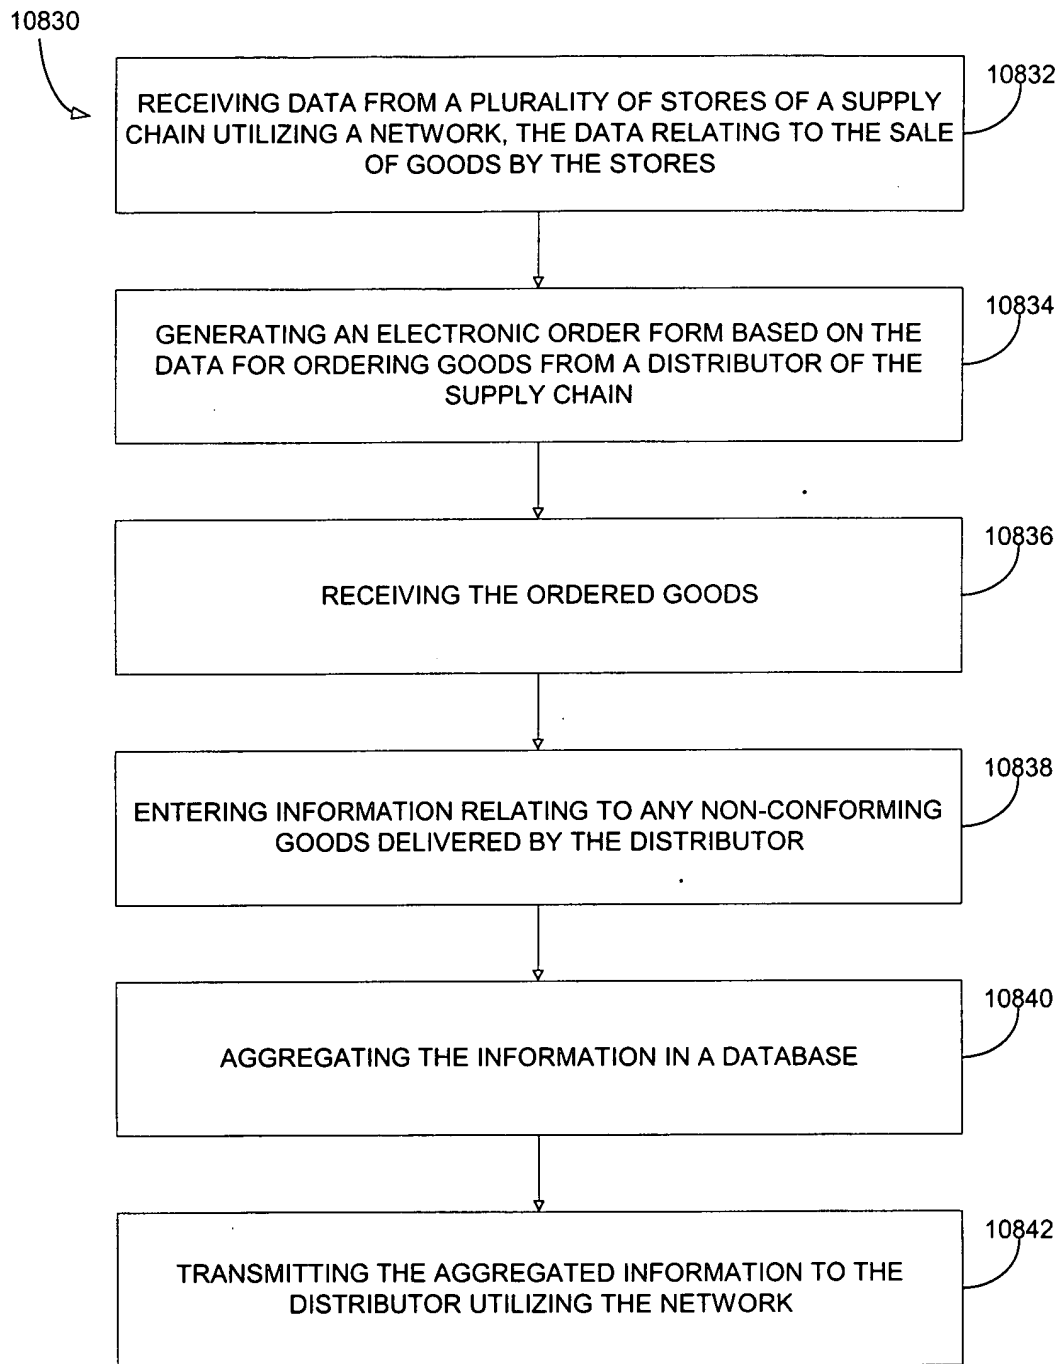 10830
10832
RECEIVING DATA FROM A PLURALITY OF STORES OF A SUPPLY
CHAIN UTILIZING A NETWORK, THE DATA RELATING TO THE SALE
OF GOODS BY THE STORES
10834
GENERATING AN ELECTRONIC ORDER FORM BASED ON THE
DATA FOR ORDERING GOODS FROM A DISTRIBUTOR OF THE
SUPPLY CHAIN
10836
RECEIVING THE ORDERED GOODS
10838
ENTERING INFORMATION RELATING TO ANY NON-CONFORMING
GOODS DELIVERED BY THE DISTRIBUTOR
10840
AGGREGATING THE INFORMATION IN A DATABASE
10842
TRANSMITTING THE AGGREGATED INFORMATION TO THE
DISTRIBUTOR UTILIZING THE NETWORK